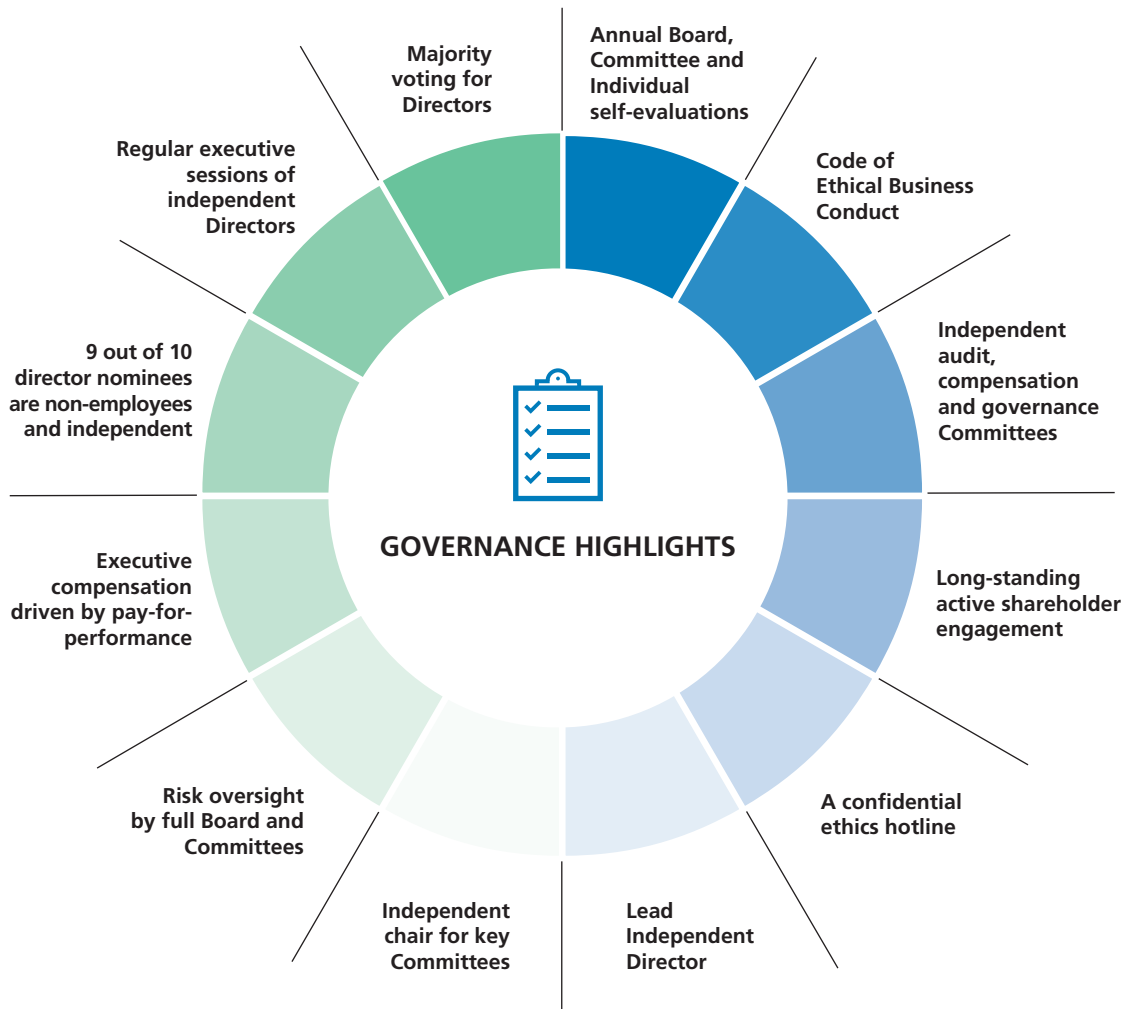 Annual Board,
Committee and
Individual
self-evaluations
Code of
Ethical Business
Conduct
Independent
audit,
compensation
and governance
Committees
Long-standing
active shareholder
engagement
A confidential
ethics hotline
Lead
Independent
Director
Independent
chair for key
Committees
Risk oversight
by full Board and
Committees
Executive
compensation
driven by pay-for-
performance
9 out of 10
director nominees
are non-employees
and independent
Regular executive
sessions of
independent
Directors
Majority
voting for
Directors
GOVERNANCE HIGHLIGHTS